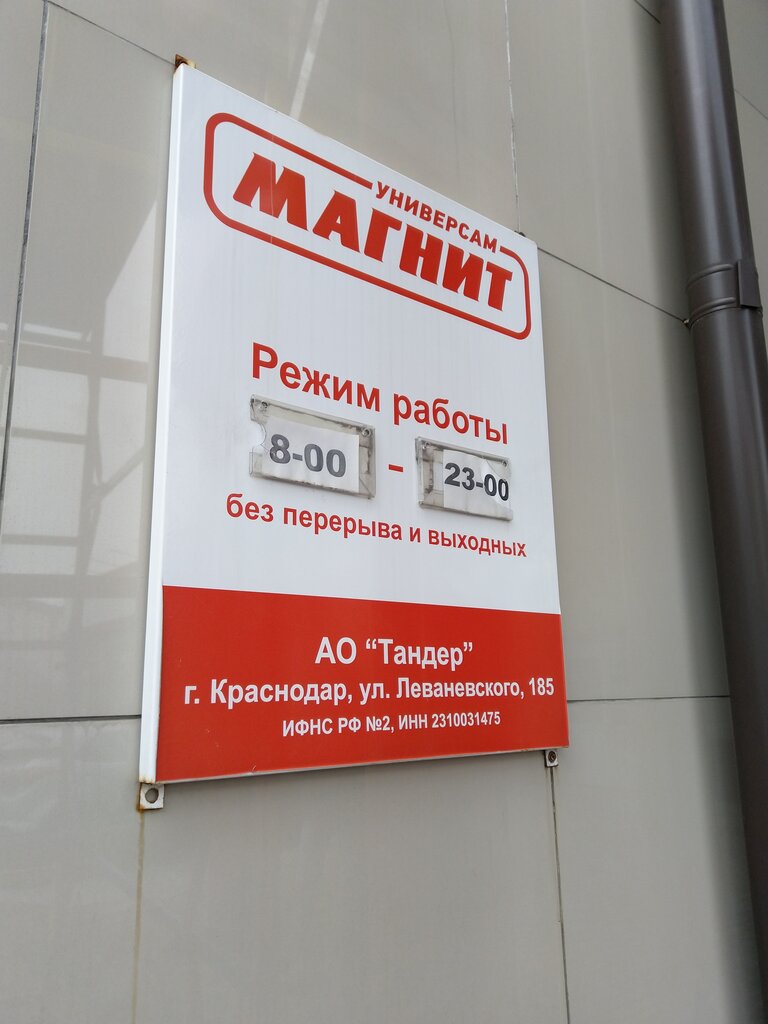 УНИВЕРСАМ
МАГНИТ
Режим работы
8-00 - 23-00
без перерыва и выходных
АО “Тандер”
г. Краснодар, ул. Леваневского, 185
ИФНС РФ №2, ИНН 2310031475